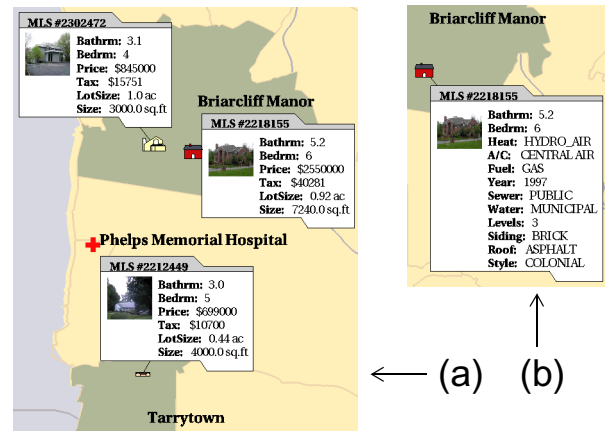 MLS #2302472
Bathrm: 3.1
Bedrm: 4
Price: $845000
Tax: $15751
LotSize: 1.0 ac
Size: 3000.0 sq.ft
Briarcliff Manor
MLS #2218155
Bathrm: 5.2
Bedrm: 6
Price: $2550000
Tax: $40281
LotSize: 0.92 ac
Size: 7240.0 sq.ft
Phelps Memorial Hospital
MLS #2212449
Bathrm: 3.0
Bedrm: 5
Price: $699000
Tax: $10700
LotSize: 0.44 ac
Size: 4000.0 sq.ft
Tarrytown
Briarcliff Manor
MLS #2218155
Bathrm: 5.2
Bedrm: 6
Heat: HYDRO_AIR
A/C: CENTRAL AIR
Fuel: GAS
Year: 1997
Sewer: PUBLIC
Water: MUNICIPAL
Levels: 3
Siding: BRICK
Roof: ASPHALT
Style: COLONIAL
(a) (b)